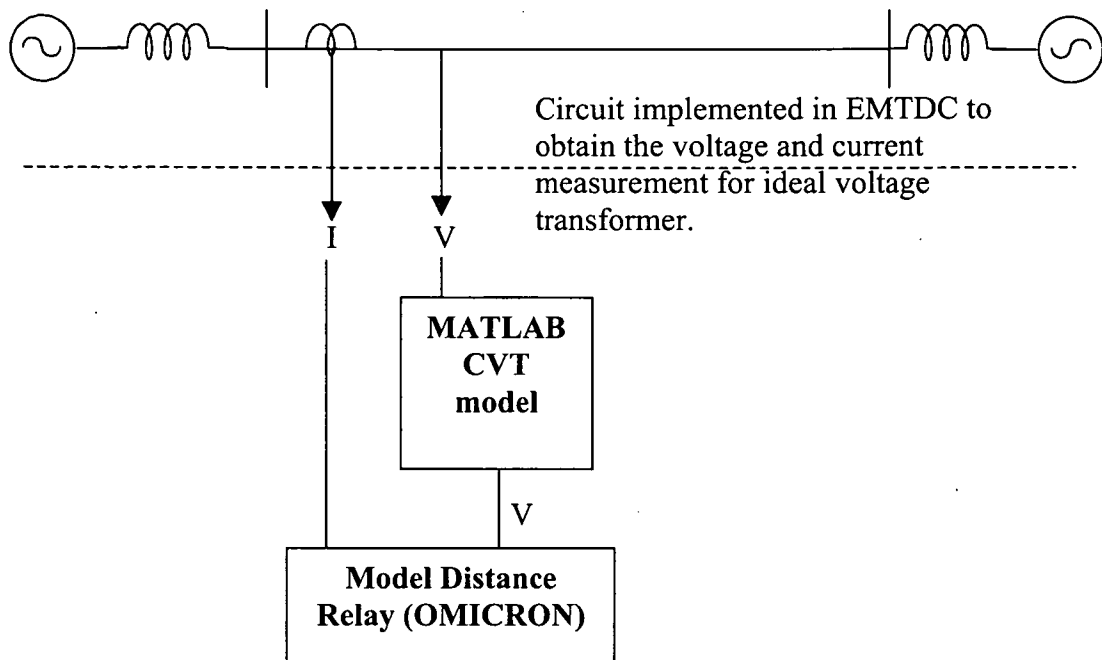 Circuit implemented in EMTDC to
obtain the voltage and current
measurement for ideal voltage
transformer.
I
V
MATLAB
CVT
model
V
Model Distance
Relay (OMICRON)